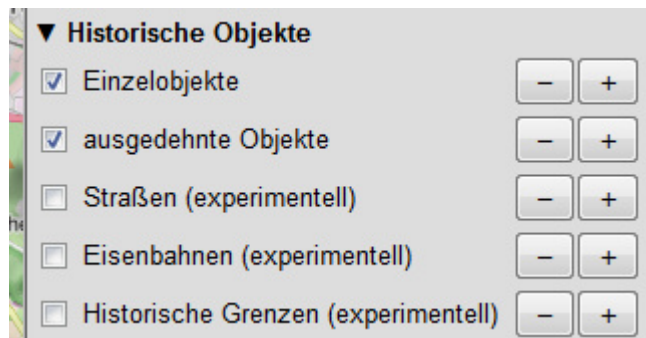 ▼ Historische Objekte
Einzelobjekte − +
ausgedehnte Objekte − +
Straßen (experimentell) − +
Eisenbahnen (experimentell) − +
Historische Grenzen (experimentell) − +